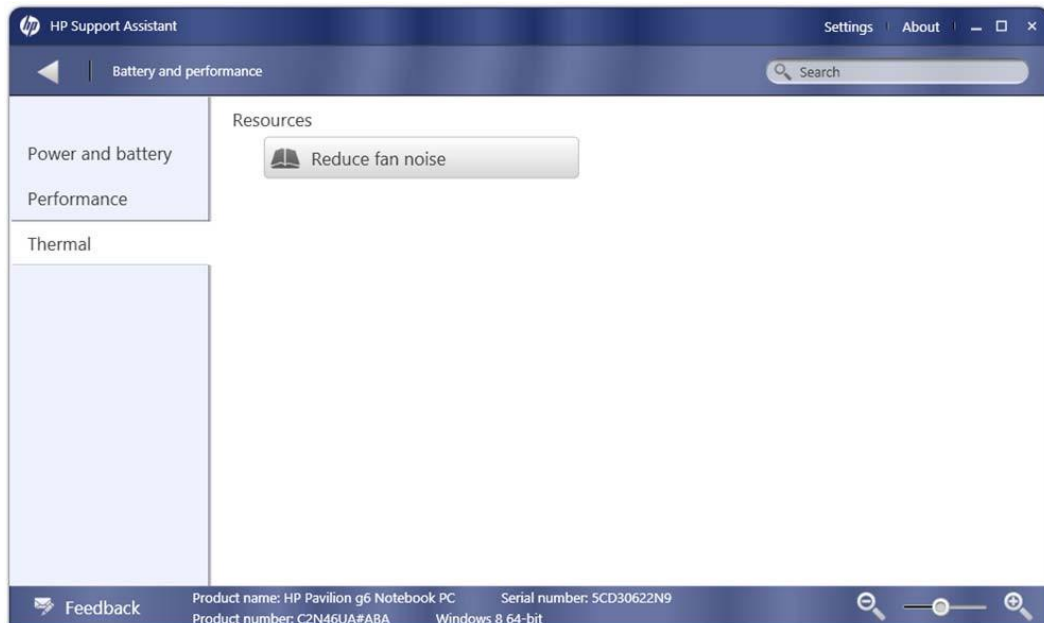 hp HP Support Assistant Settings About
Battery and performance Search
Resources
Reduce fan noise
Power and battery
Performance
Thermal
Feedback
Product name: HP Pavilion g6 Notebook PC Serial number: 5CD30622N9
Product number: C2N46UA#ABA Windows 8 64-bit